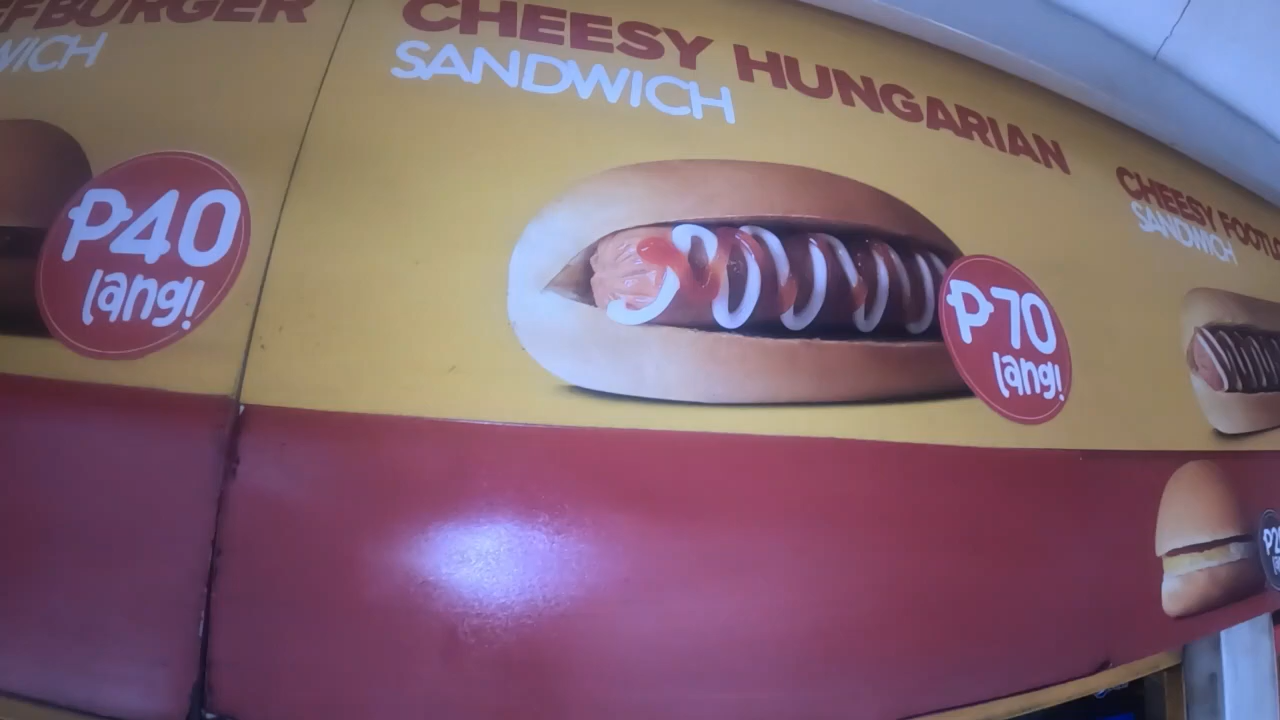 CHEESY HUNGARIAN
SANDWICH
₱40
lang!
₱70
lang!
CHEESY
SANDWICH